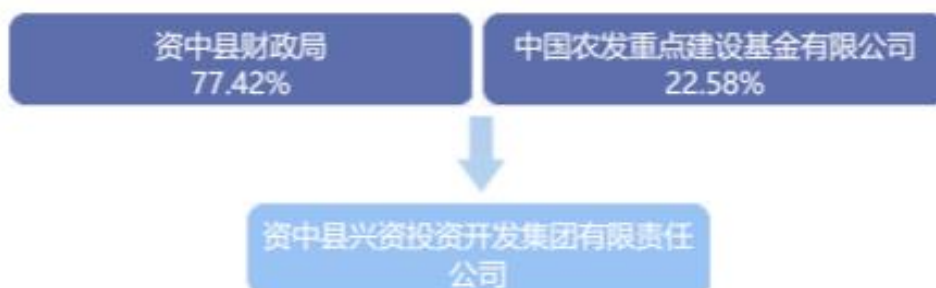 资中县财政局
77.42%
中国农发重点建设基金有限公司
22.58%
资中县兴资投资开发集团有限责任
公司